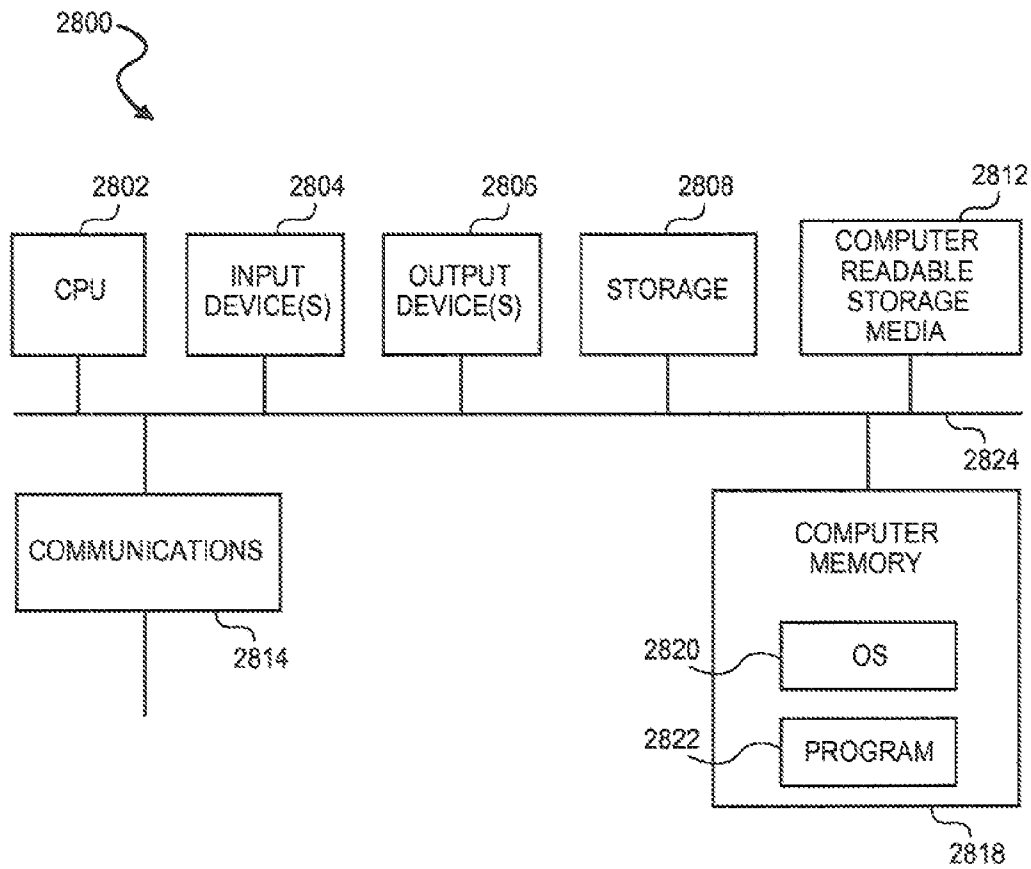 2800
2802
2804
2806
2808
2812
CPU
INPUT
DEVICE(S)
OUTPUT
DEVICE(S)
STORAGE
COMPUTER
READABLE
STORAGE
MEDIA
2824
COMMUNICATIONS
2814
COMPUTER
MEMORY
2820
OS
2822
PROGRAM
2818